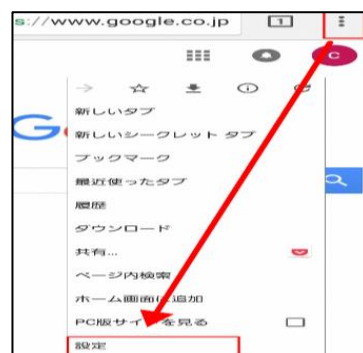 s://www.google.co.jp
1
C
G
新しいタブ
新しいシークレット タブ
ブックマーク
最近使ったタブ
履歴
ダウンロード
共有...
ページ内検索
ホーム画面に追加
PC版サイトを見る
設定